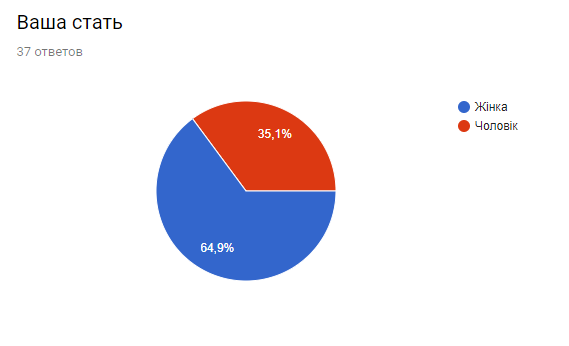 Ваша стать
37 ответов
Жінка
Чоловік
35,1%
64,9%